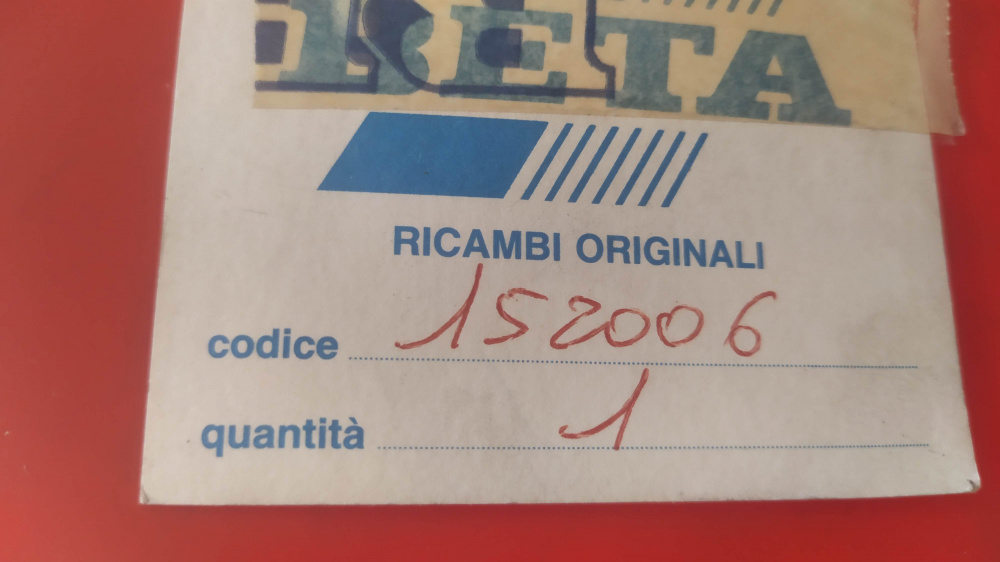 BETA
RICAMBI ORIGINALI
codice 152006
quantità 1